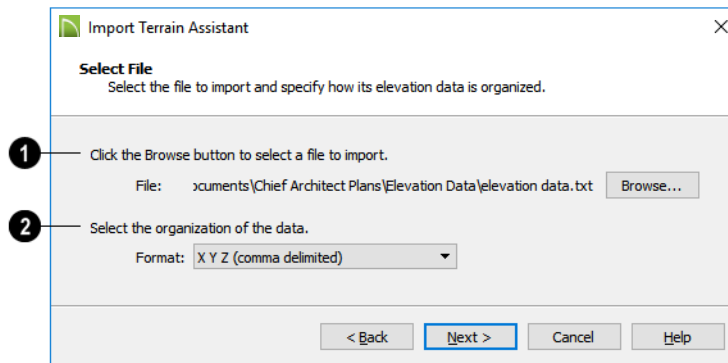 Import Terrain Assistant
Select File
Select the file to import and specify how its elevation data is organized.
1 Click the Browse button to select a file to import.
File: ocuments\Chief Architect Plans\Elevation Data\elevation data.txt Browse...
2 Select the organization of the data.
Format: X Y Z (comma delimited)
< Back Next > Cancel Help